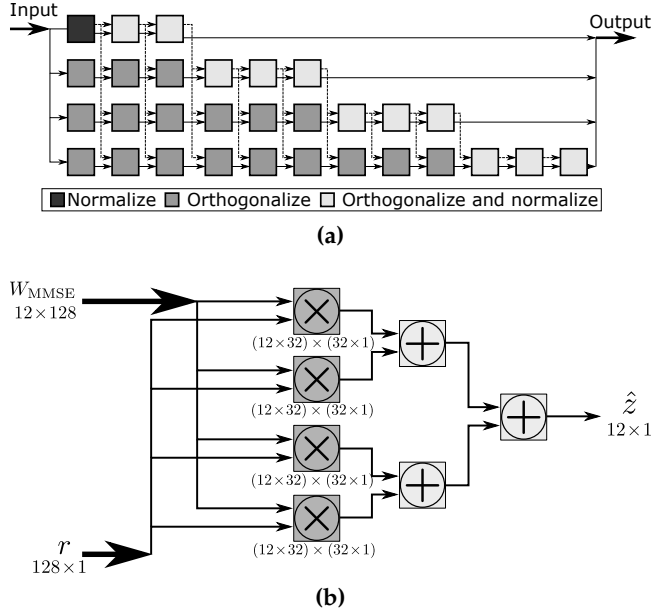 Input
Output
Normalize
Orthogonalize
Orthogonalize and normalize
(a)
W_MMSE
12×128
(12×32)×(32×1)
(12×32)×(32×1)
ẑ
12×1
(12×32)×(32×1)
r
128×1
(12×32)×(32×1)
(b)